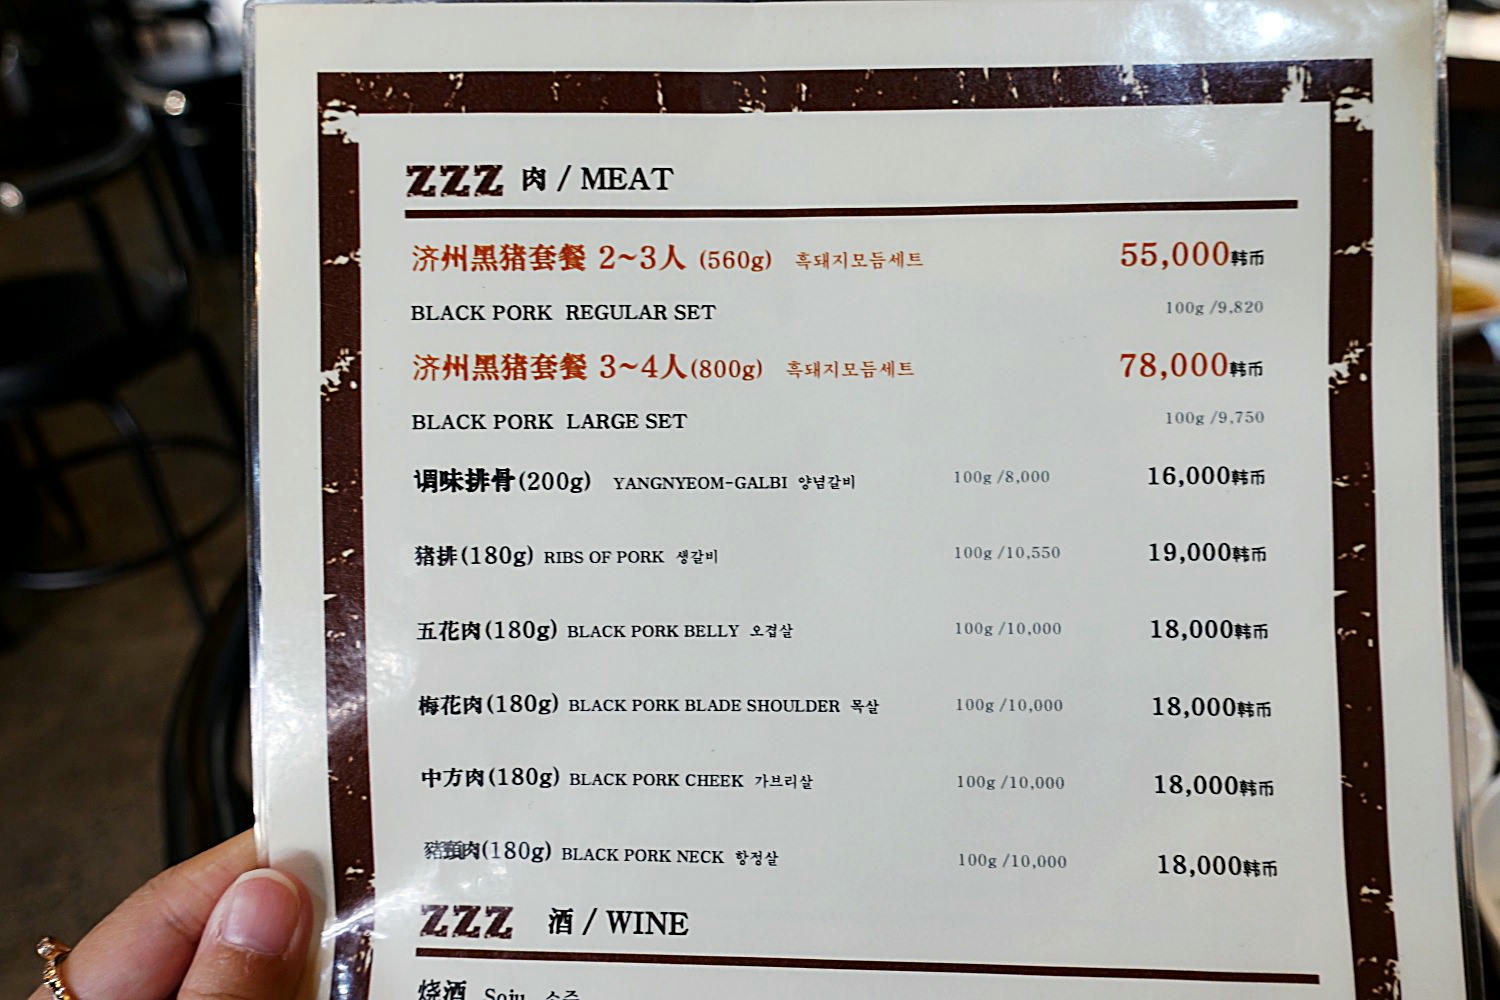 ZZZ 肉 / MEAT
济州黑猪套餐 2~3人 (560g) 흑돼지모듬세트 55,000韩币
BLACK PORK REGULAR SET 100g /9,820
济州黑猪套餐 3~4人(800g) 흑돼지모듬세트 78,000韩币
BLACK PORK LARGE SET 100g /9,750
调味排骨(200g) YANGNYEOM-GALBI 양념갈비 100g /8,000 16,000韩币
猪排(180g) RIBS OF PORK 생갈비 100g /10,550 19,000韩币
五花肉(180g) BLACK PORK BELLY 오겹살 100g /10,000 18,000韩币
梅花肉(180g) BLACK PORK BLADE SHOULDER 목살 100g /10,000 18,000韩币
中方肉(180g) BLACK PORK CHEEK 가브리살 100g /10,000 18,000韩币
豬頸肉(180g) BLACK PORK NECK 항정살 100g /10,000 18,000韩币
ZZZ 酒 / WINE
烧酒 Soju 소주